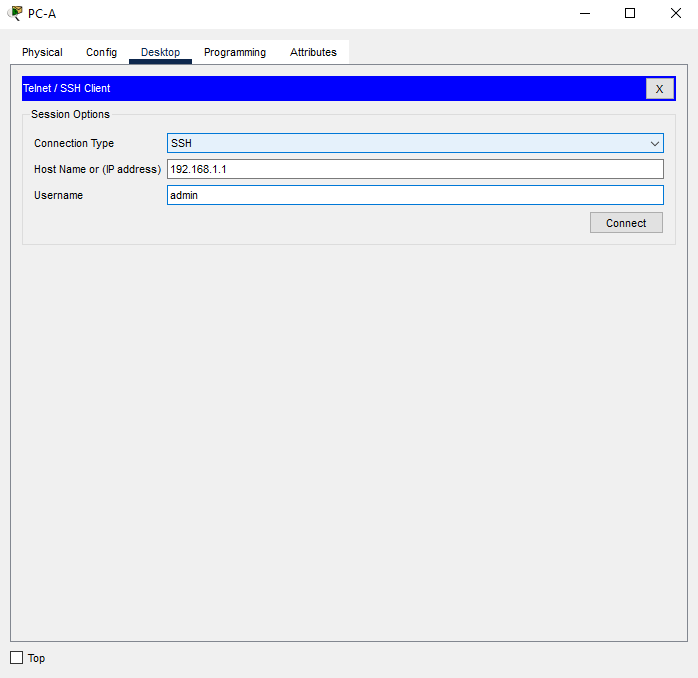 PC-A
Physical Config Desktop Programming Attributes
Telnet / SSH Client X
Session Options
Connection Type SSH
Host Name or (IP address) 192.168.1.1
Username admin
Connect
Top